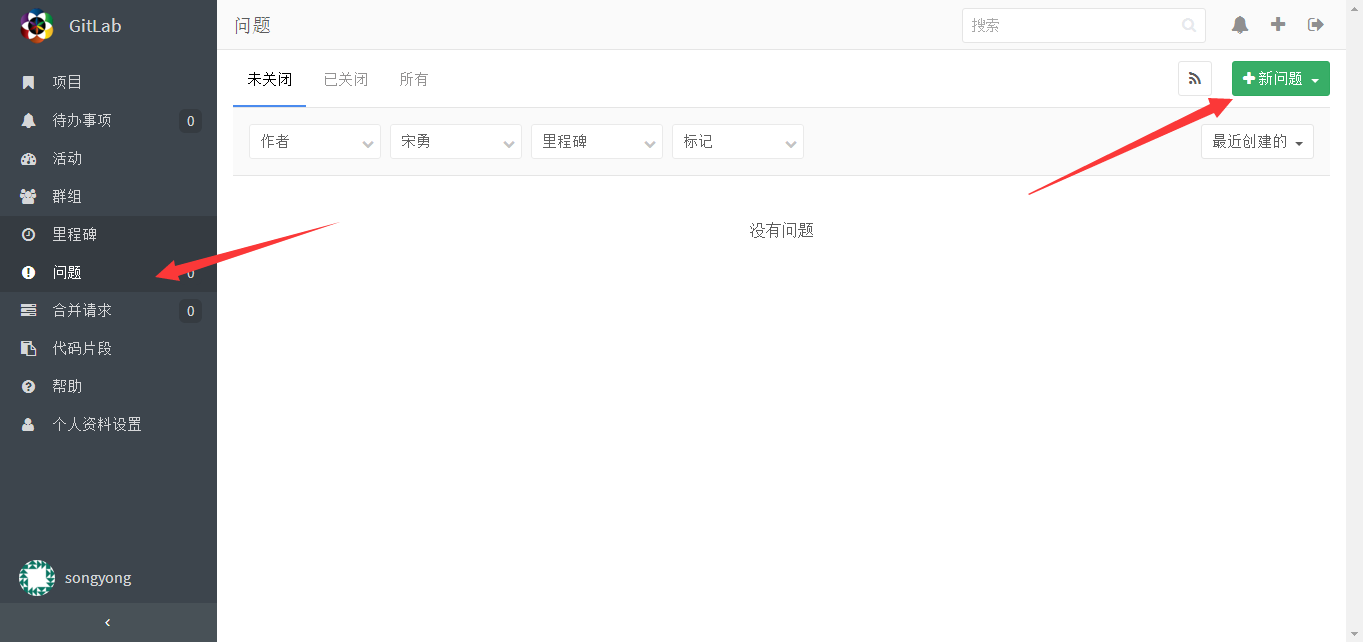 GitLab
项目
待办事项 0
活动
群组
里程碑
问题 0
合并请求 0
代码片段
帮助
个人资料设置
songyong
问题
搜索
未关闭 已关闭 所有
新问题
作者 宋勇 里程碑 标记 最近创建的
没有问题